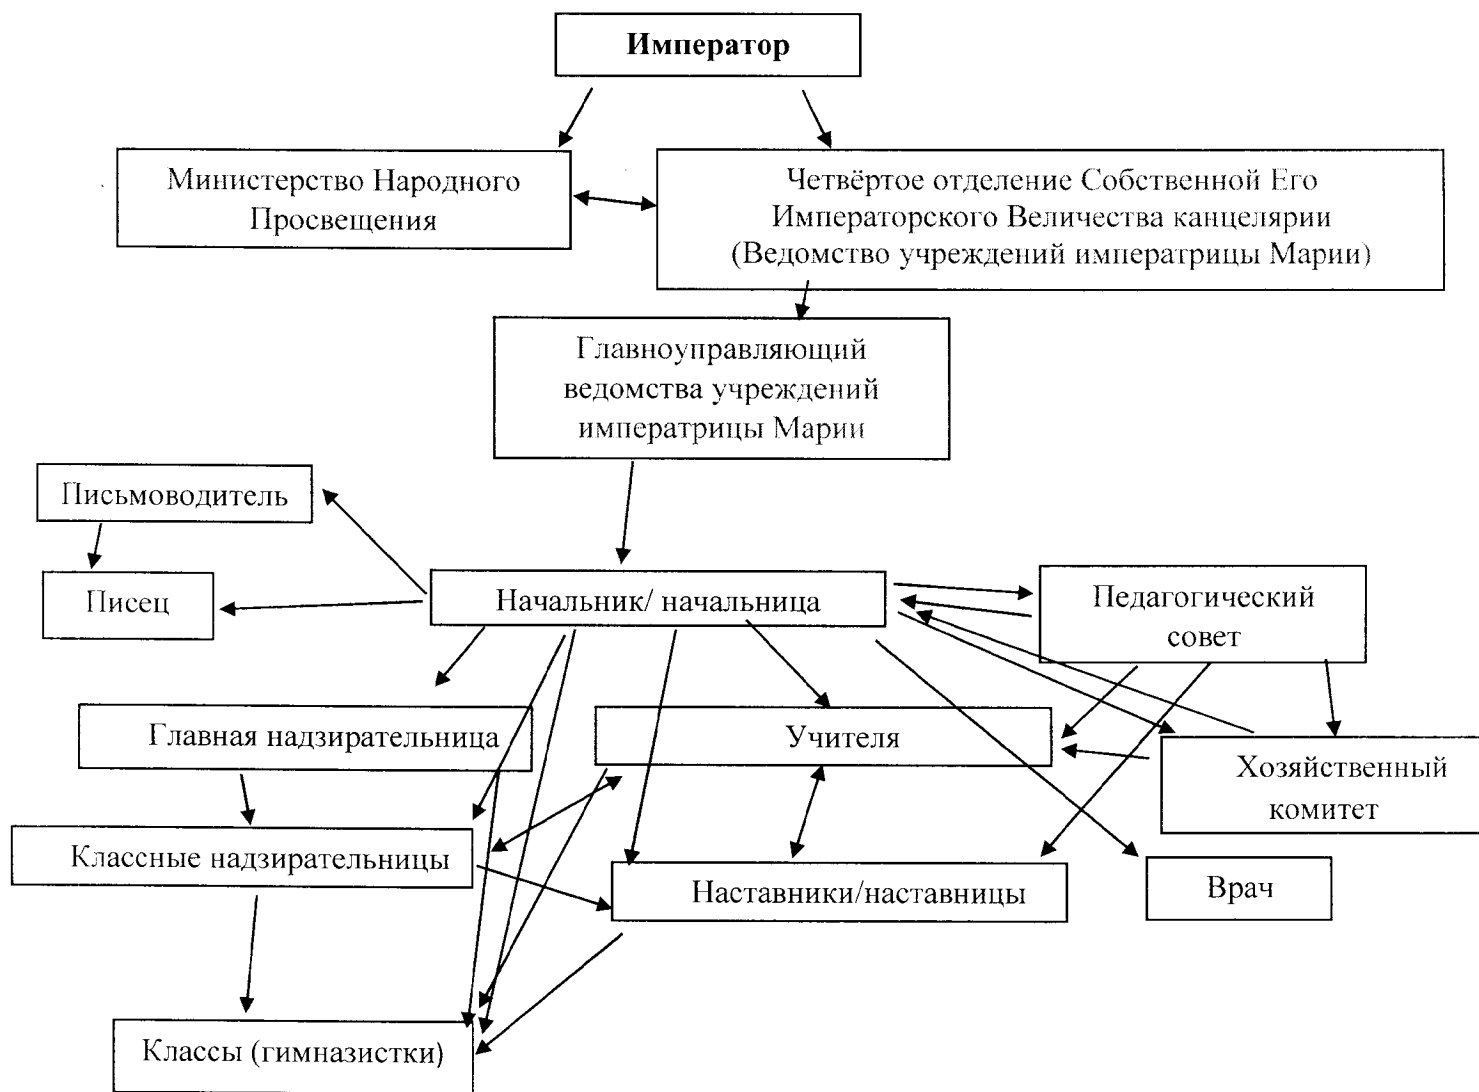 Император
Министерство Народного
Просвещения
Четвёртое отделение Собственной Его
Императорского Величества канцелярии
(Ведомство учреждений императрицы Марии)
Главноуправляющий
ведомства учреждений
императрицы Марии
Письмоводитель
Писец
Начальник/ начальница
Педагогический
совет
Главная надзирательница
Учителя
Хозяйственный
комитет
Классные надзирательницы
Наставники/наставницы
Врач
Классы (гимназистки)